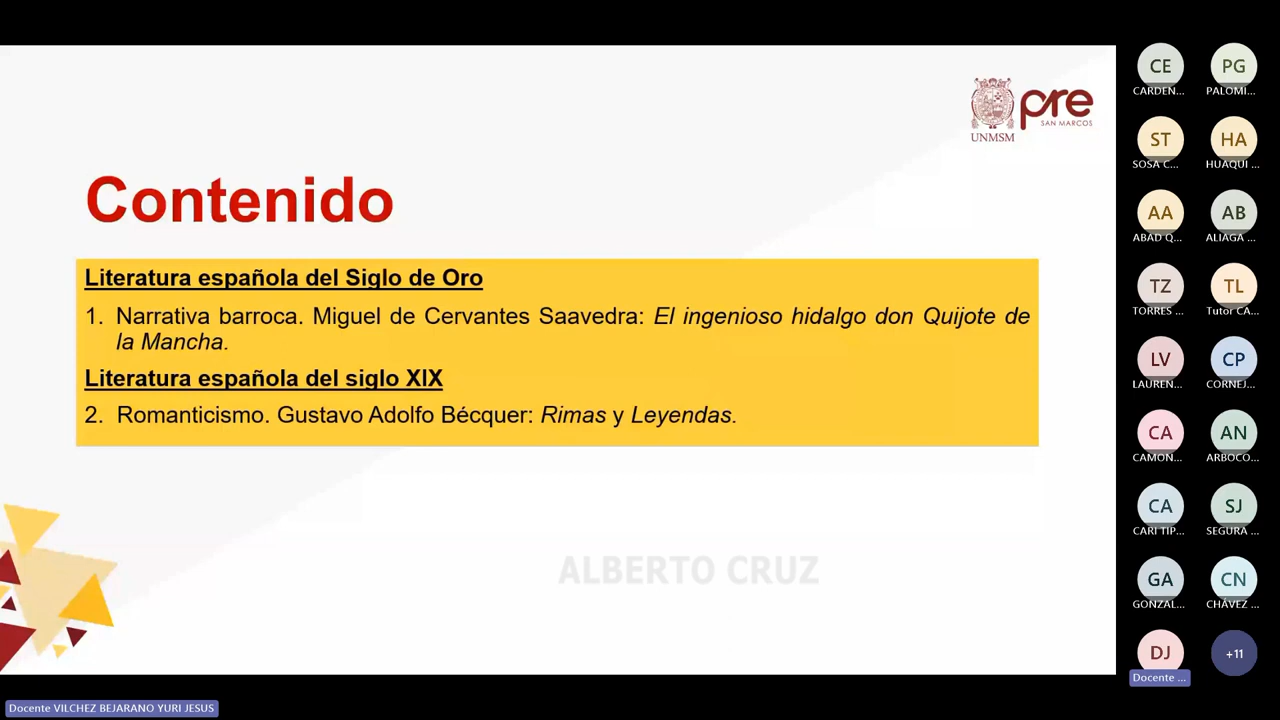 UNMSM
pre
SAN MARCOS
Contenido
Literatura española del Siglo de Oro
1. Narrativa barroca. Miguel de Cervantes Saavedra: El ingenioso hidalgo don Quijote de
la Mancha.
Literatura española del siglo XIX
2. Romanticismo. Gustavo Adolfo Bécquer: Rimas y Leyendas.
ALBERTO CRUZ
Docente VILCHEZ BEJARANO YURI JESUS
CE PG
CARDEN... PALOMI...
ST HA
SOSA C... HUAQUI ...
AA AB
ABAD Q... ALIAGA ...
TZ TL
TORRES ... Tutor CA...
LV CP
LAUREN... CORNEJ...
CA AN
CAMON... ARBOCO...
CA SJ
CARI TIP... SEGURA ...
GA CN
GONZAL... CHÁVEZ ...
DJ +11
Docente ...